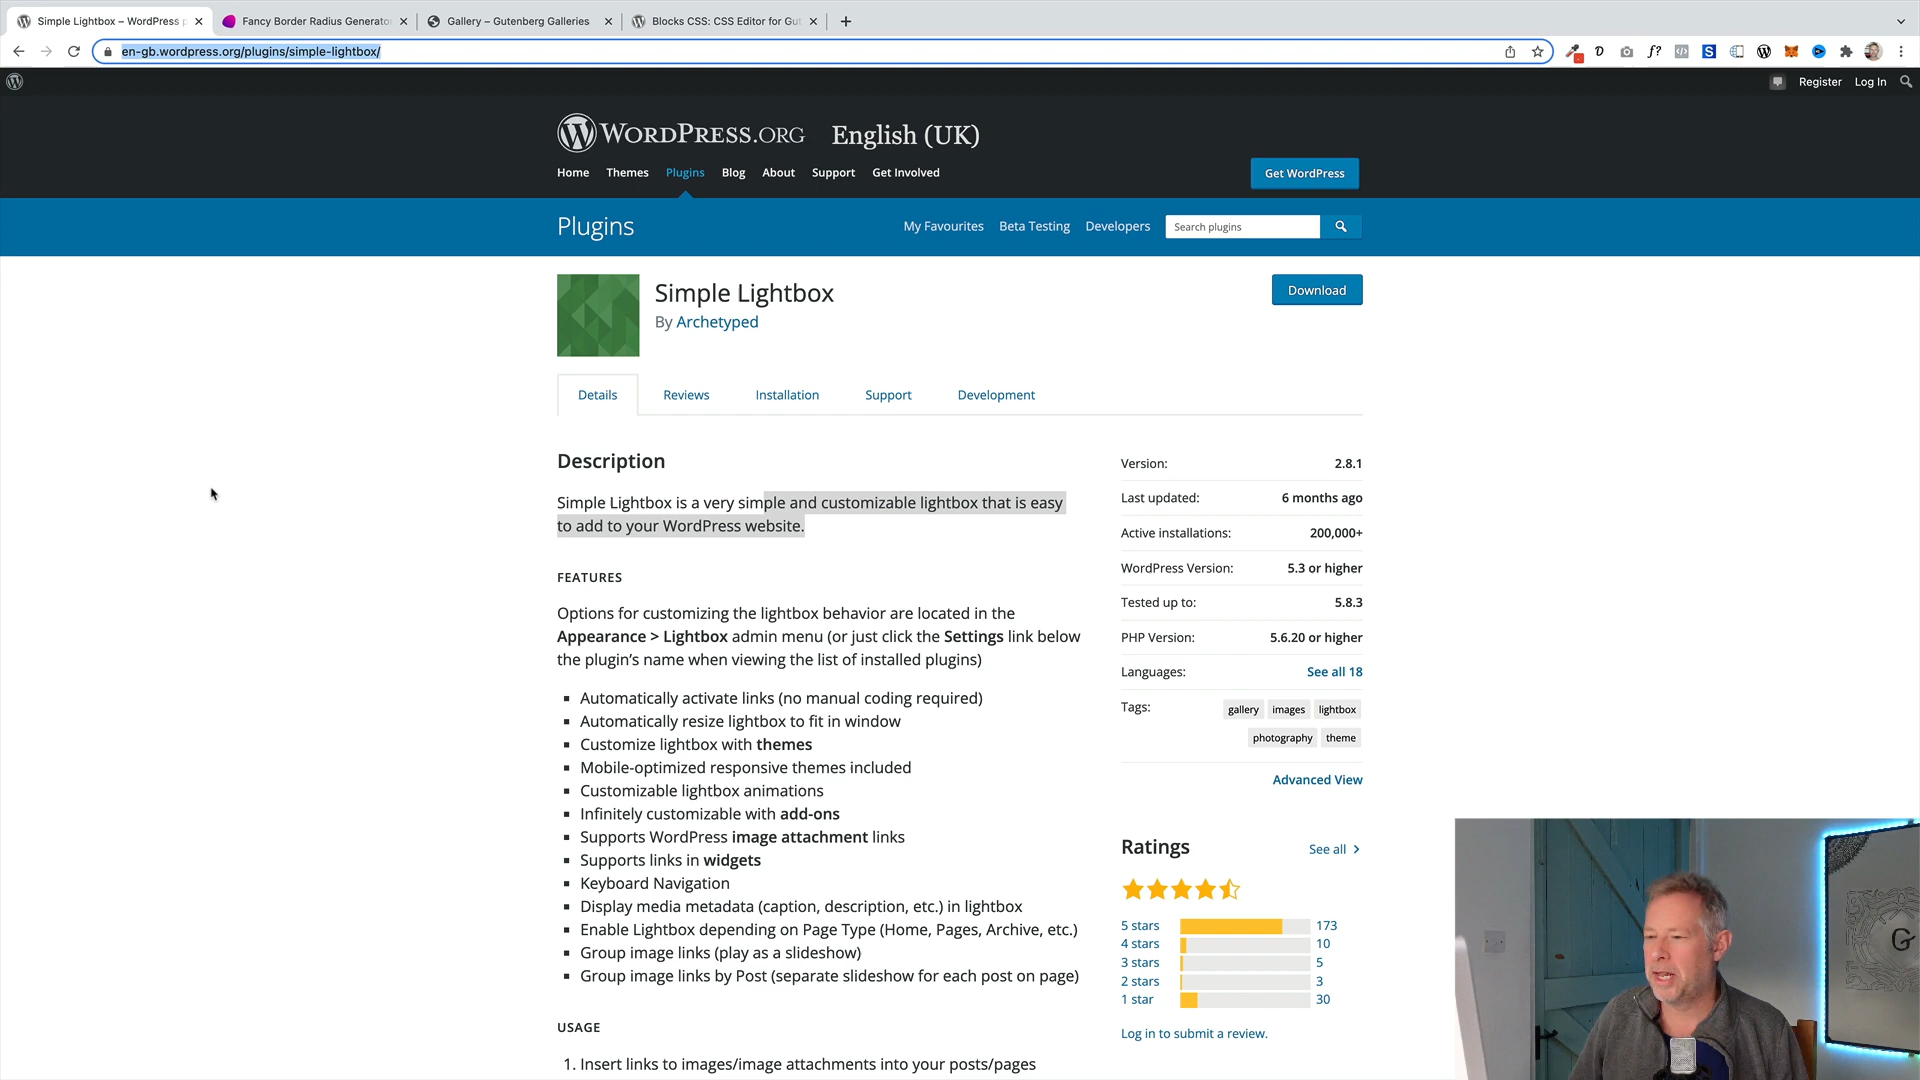 Simple Lightbox – WordPress p
Fancy Border Radius Generator
Gallery – Gutenberg Galleries
Blocks CSS: CSS Editor for Gut
en-gb.wordpress.org/plugins/simple-lightbox/
Register
Log In
WORDPRESS.ORG
English (UK)
Home
Themes
Plugins
Blog
About
Support
Get Involved
Get WordPress
Plugins
My Favourites
Beta Testing
Developers
Search plugins
Simple Lightbox
By Archetyped
Download
Details
Reviews
Installation
Support
Development
Description
Simple Lightbox is a very simple and customizable lightbox that is easy
to add to your WordPress website.
FEATURES
Options for customizing the lightbox behavior are located in the
Appearance > Lightbox admin menu (or just click the Settings link below
the plugin’s name when viewing the list of installed plugins)
Automatically activate links (no manual coding required)
Automatically resize lightbox to fit in window
Customize lightbox with themes
Mobile-optimized responsive themes included
Customizable lightbox animations
Infinitely customizable with add-ons
Supports WordPress image attachment links
Supports links in widgets
Keyboard Navigation
Display media metadata (caption, description, etc.) in lightbox
Enable Lightbox depending on Page Type (Home, Pages, Archive, etc.)
Group image links (play as a slideshow)
Group image links by Post (separate slideshow for each post on page)
USAGE
1. Insert links to images/image attachments into your posts/pages
Version: 2.8.1
Last updated: 6 months ago
Active installations: 200,000+
WordPress Version: 5.3 or higher
Tested up to: 5.8.3
PHP Version: 5.6.20 or higher
Languages: See all 18
Tags: gallery images lightbox
photography theme
Advanced View
Ratings
See all
5 stars 173
4 stars 10
3 stars 5
2 stars 3
1 star 30
Log in to submit a review.
G